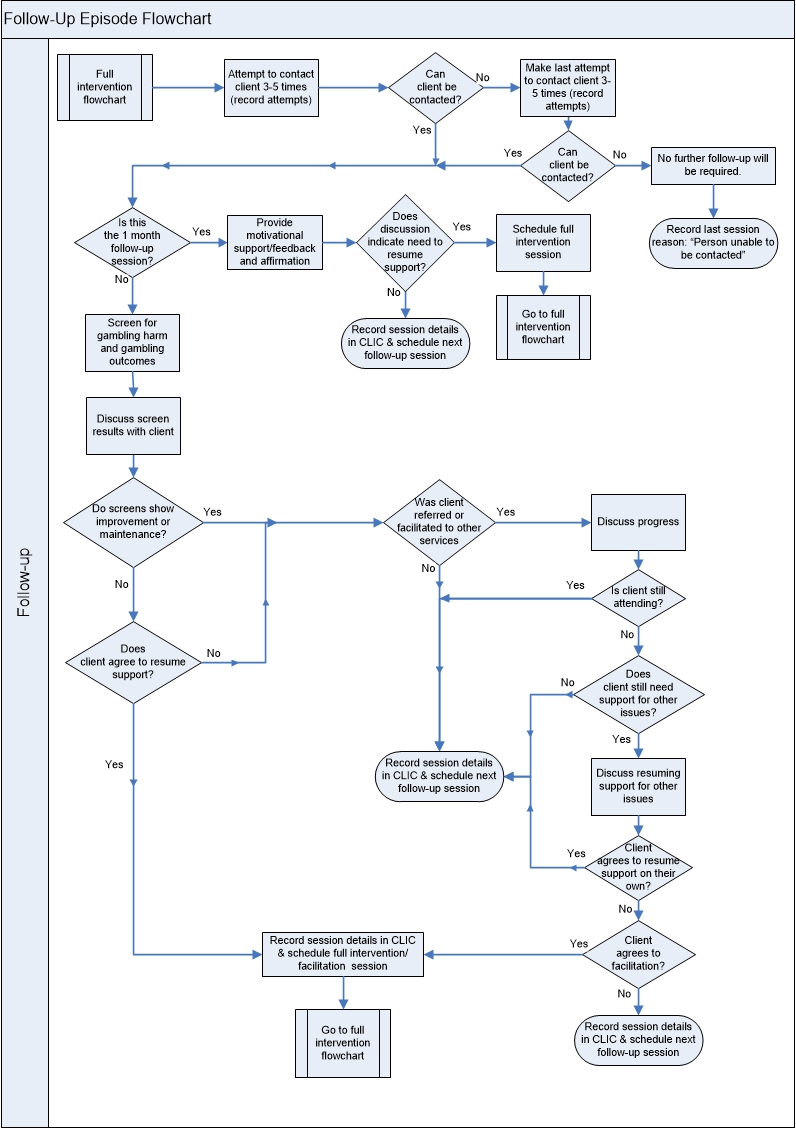 Follow-Up Episode Flowchart
Follow-up
Full
intervention
flowchart
Attempt to contact
client 3-5 times
(record attempts)
Can
client be
contacted?
No
Make last attempt
to contact client 3-
5 times (record
attempts)
Yes
Can
client be
contacted?
Yes
No
No further follow-up will
be required.
Record last session
reason: “Person unable to
be contacted”
Is this
the 1 month
follow-up
session?
Yes
Provide
motivational
support/feedback
and affirmation
Does
discussion
indicate need to
resume
support?
Yes
Schedule full
intervention
session
No
No
Record session details
in CLIC & schedule next
follow-up session
Go to full
intervention
flowchart
Screen for
gambling harm
and gambling
outcomes
Discuss screen
results with client
Do screens show
improvement or
maintenance?
Yes
Was client
referred or
facilitated to other
services
Yes
Discuss progress
No
No
Yes
Is client still
attending?
No
Does
client agree to resume
support?
No
Does
client still need
support for other
issues?
No
Yes
Yes
Record session details
in CLIC & schedule next
follow-up session
Discuss resuming
support for other
issues
Yes
Client
agrees to resume
support on their
own?
No
Record session details in CLIC
& schedule full intervention/
facilitation session
Yes
Client
agrees to
facilitation?
No
Go to full
intervention
flowchart
Record session details
in CLIC & schedule next
follow-up session